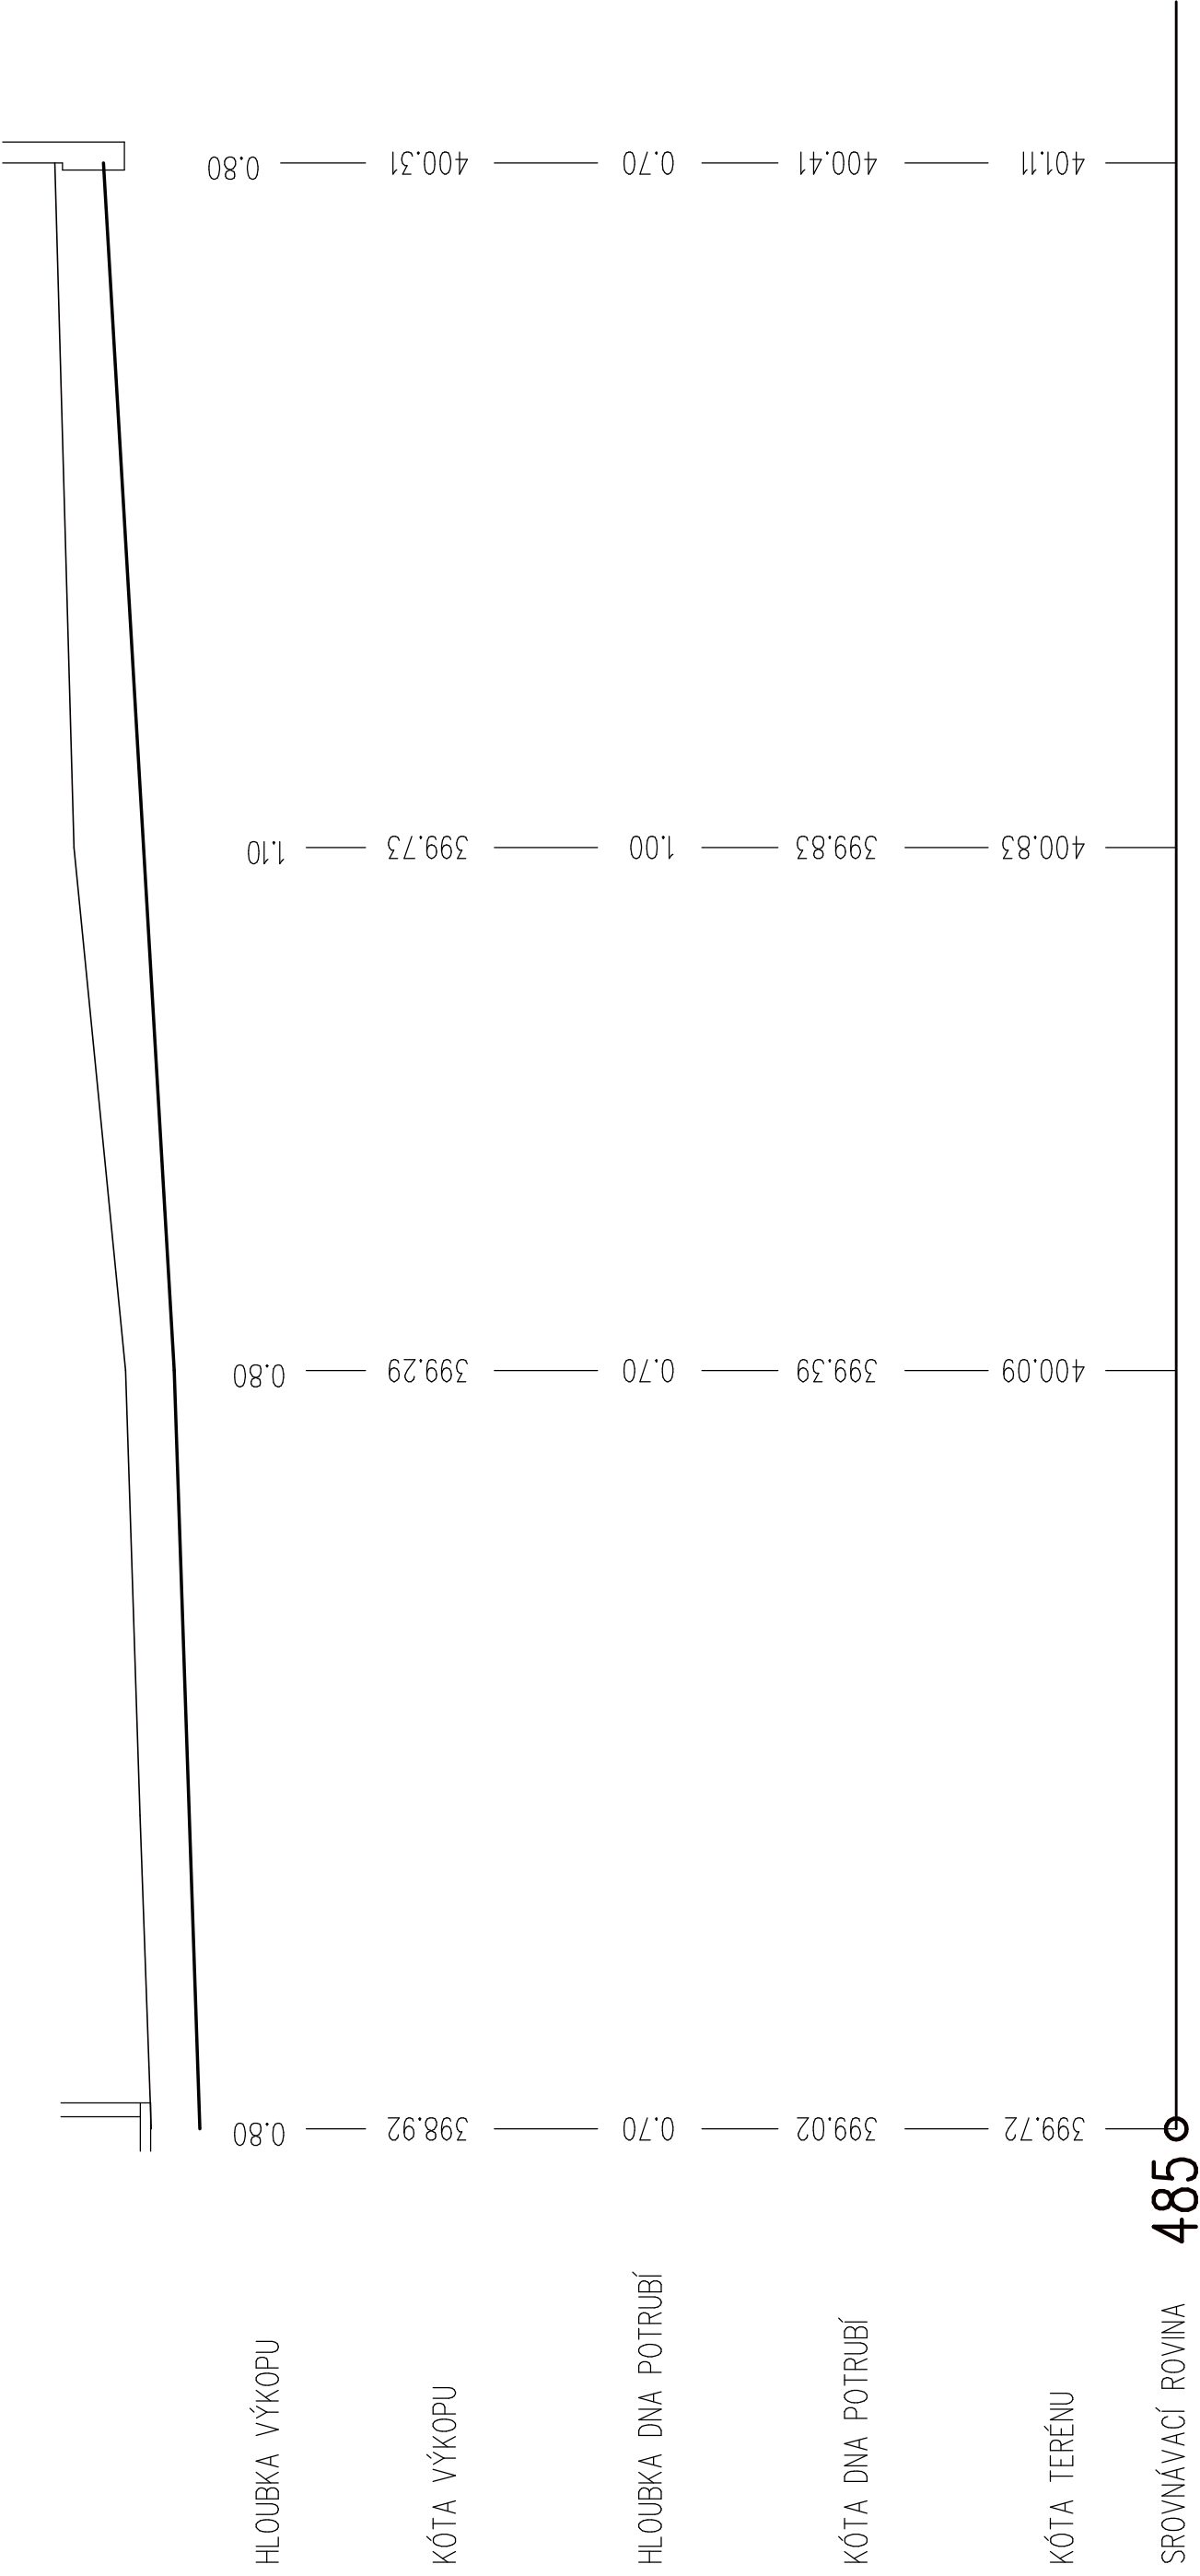 HLOUBKA VÝKOPU 0.80 0.80 1.10 0.80
KÓTA VÝKOPU 398.92 399.29 399.73 400.31
HLOUBKA DNA POTRUBÍ 0.70 0.70 1.00 0.70
KÓTA DNA POTRUBÍ 399.02 399.39 399.83 400.41
KÓTA TERÉNU 399.72 400.09 400.83 401.11
SROVNÁVACÍ ROVINA 485